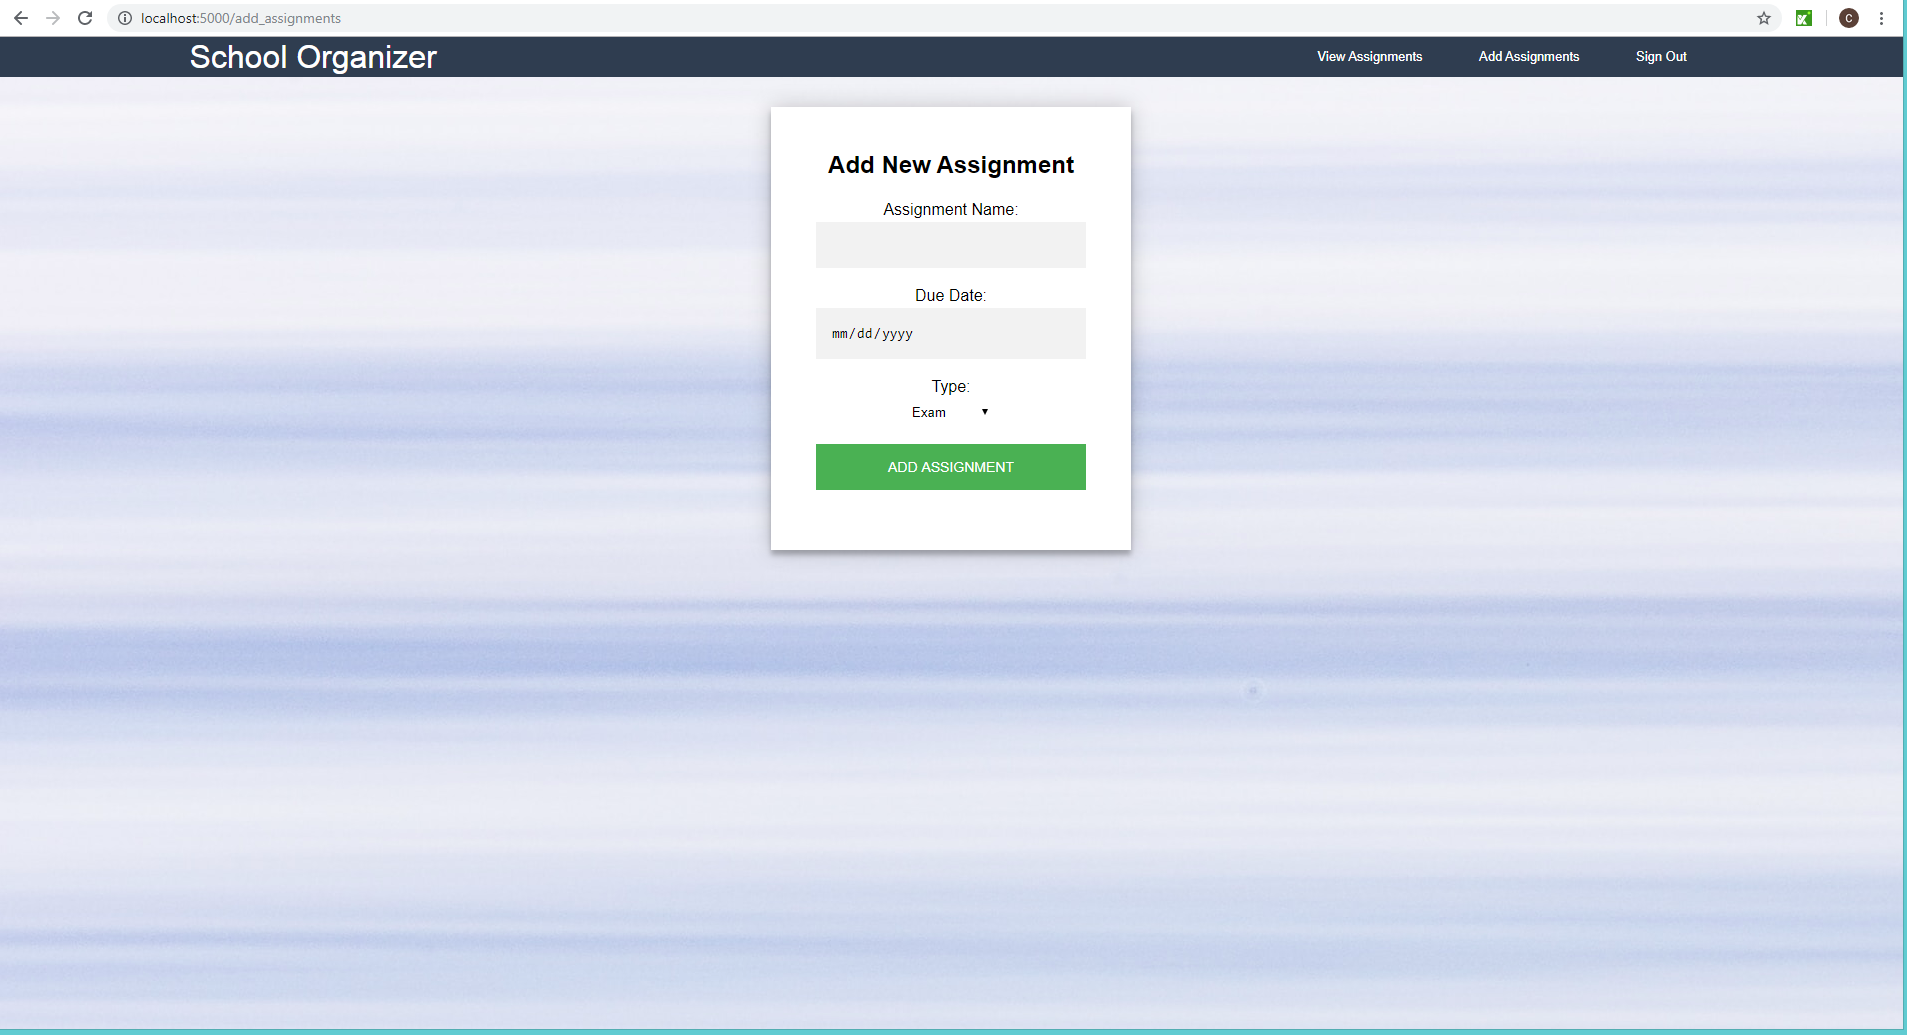 localhost:5000/add_assignments
C
School Organizer
View Assignments
Add Assignments
Sign Out
Add New Assignment
Assignment Name:
Due Date:
mm/dd/yyyy
Type:
Exam
ADD ASSIGNMENT